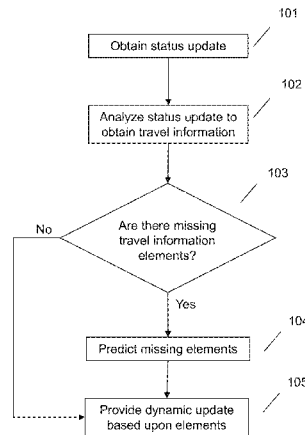 101
Obtain status update
102
Analyze status update to
obtain travel information
103
Are there missing
travel information
elements?
No
Yes
104
Predict missing elements
105
Provide dynamic update
based upon elements